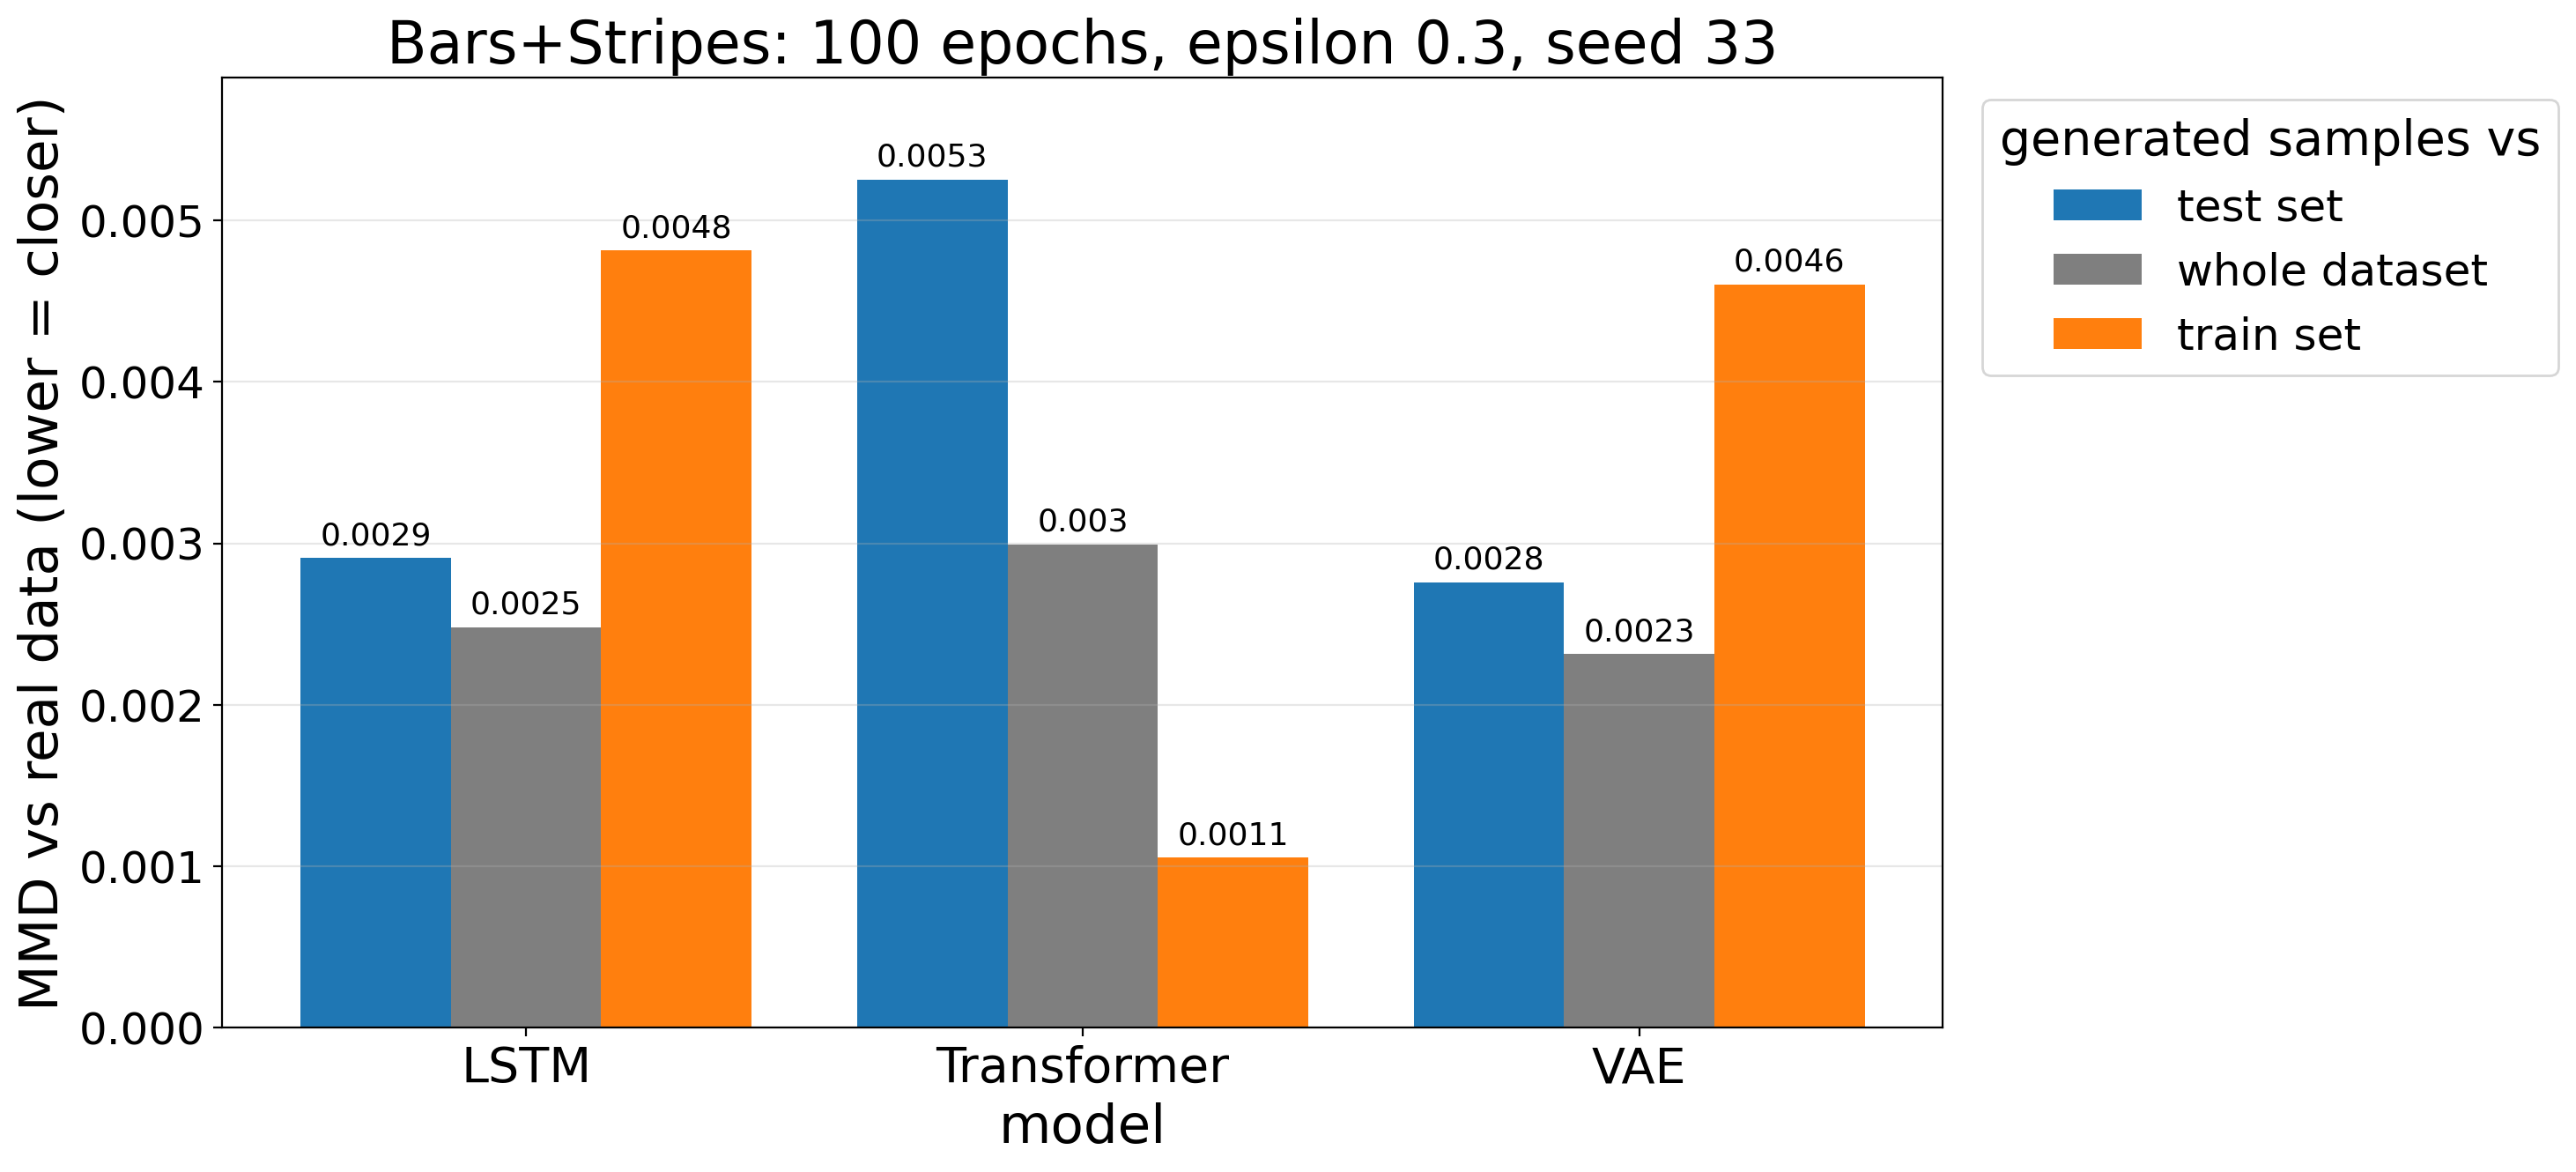 Bars+Stripes: 100 epochs, epsilon 0.3, seed 33
MMD vs real data (lower = closer)
0.005
0.004
0.003
0.002
0.001
0.000
0.0029
0.0025
0.0048
0.0053
0.003
0.0011
0.0028
0.0023
0.0046
LSTM
Transformer
VAE
model
generated samples vs
test set
whole dataset
train set